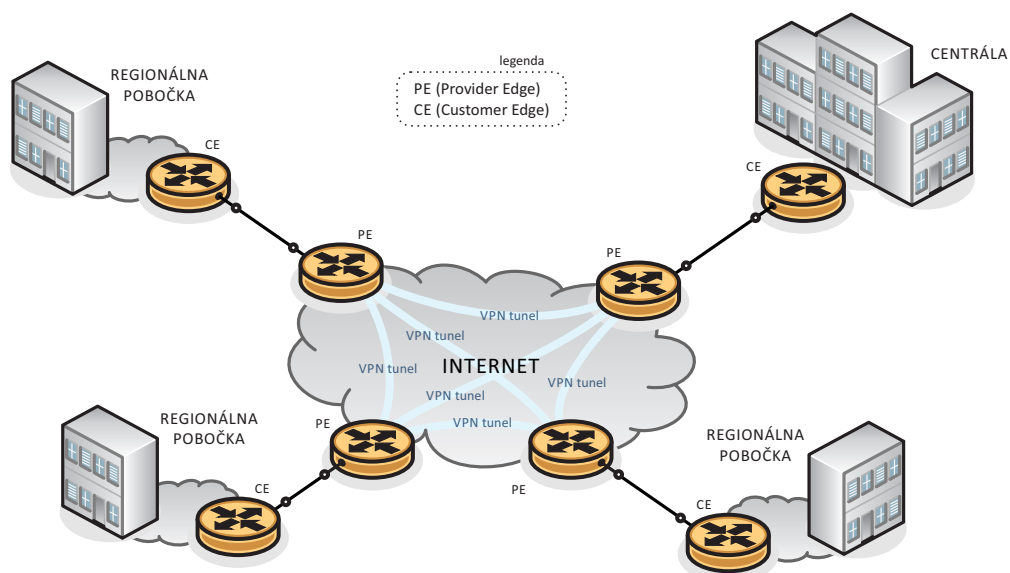 legenda
PE (Provider Edge)
CE (Customer Edge)
REGIONÁLNA
POBOČKA
CE
CENTRÁLA
CE
PE
PE
VPN tunel
VPN tunel
VPN tunel
INTERNET
VPN tunel
VPN tunel
VPN tunel
REGIONÁLNA
POBOČKA
PE
CE
REGIONÁLNA
POBOČKA
PE
CE